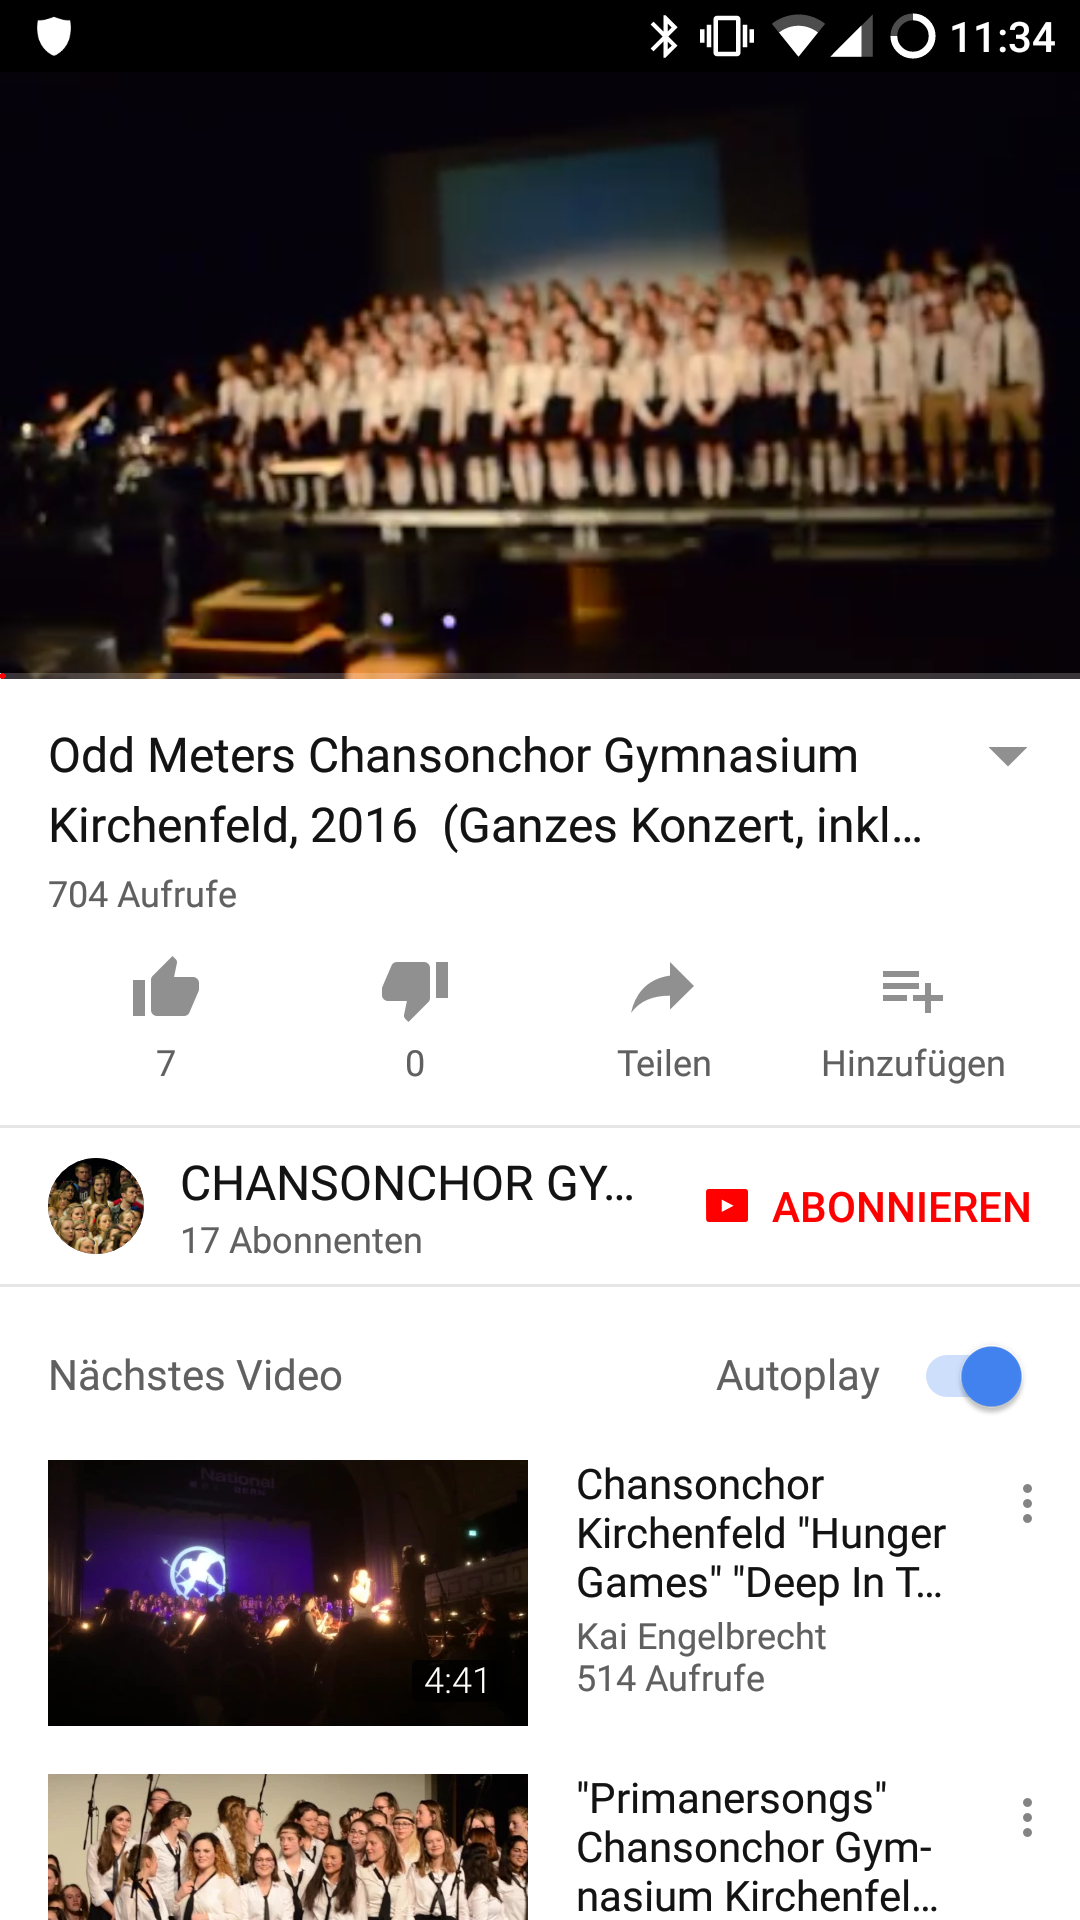 11:34
Odd Meters Chansonchor Gymnasium
Kirchenfeld, 2016 (Ganzes Konzert, inkl...
704 Aufrufe
7
0
Teilen
Hinzufügen
CHANSONCHOR GY...
17 Abonnenten
ABONNIEREN
Nächstes Video
Autoplay
National
4:41
Chansonchor
Kirchenfeld "Hunger
Games" "Deep In T...
Kai Engelbrecht
514 Aufrufe
"Primanersongs"
Chansonchor Gym-
nasium Kirchenfel...